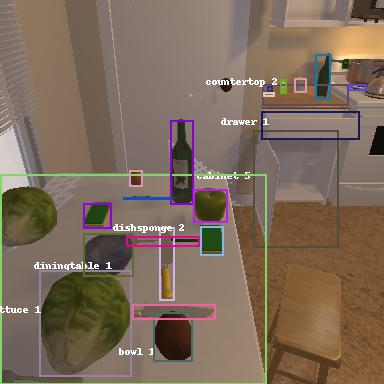 countertop 2
drawer 1
cabinet 5
dishsponge 2
diningtable 1
ttuce 1
bowl 1